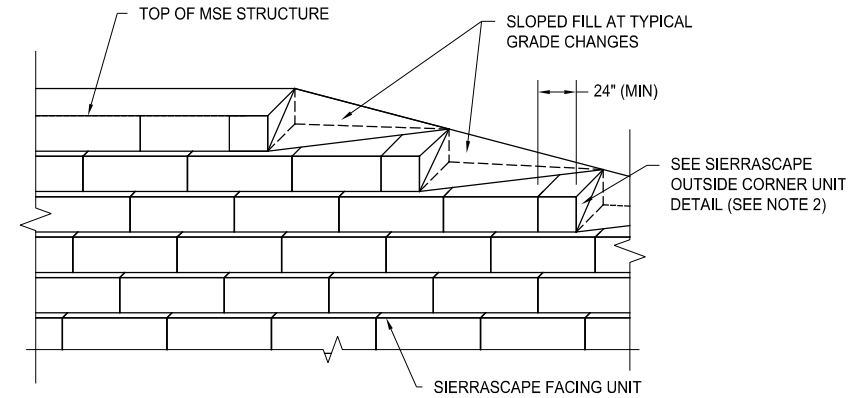 TOP OF MSE STRUCTURE
SLOPED FILL AT TYPICAL
GRADE CHANGES
24" (MIN)
SEE SIERRASCAPE
OUTSIDE CORNER UNIT
DETAIL (SEE NOTE 2)
SIERRASCAPE FACING UNIT